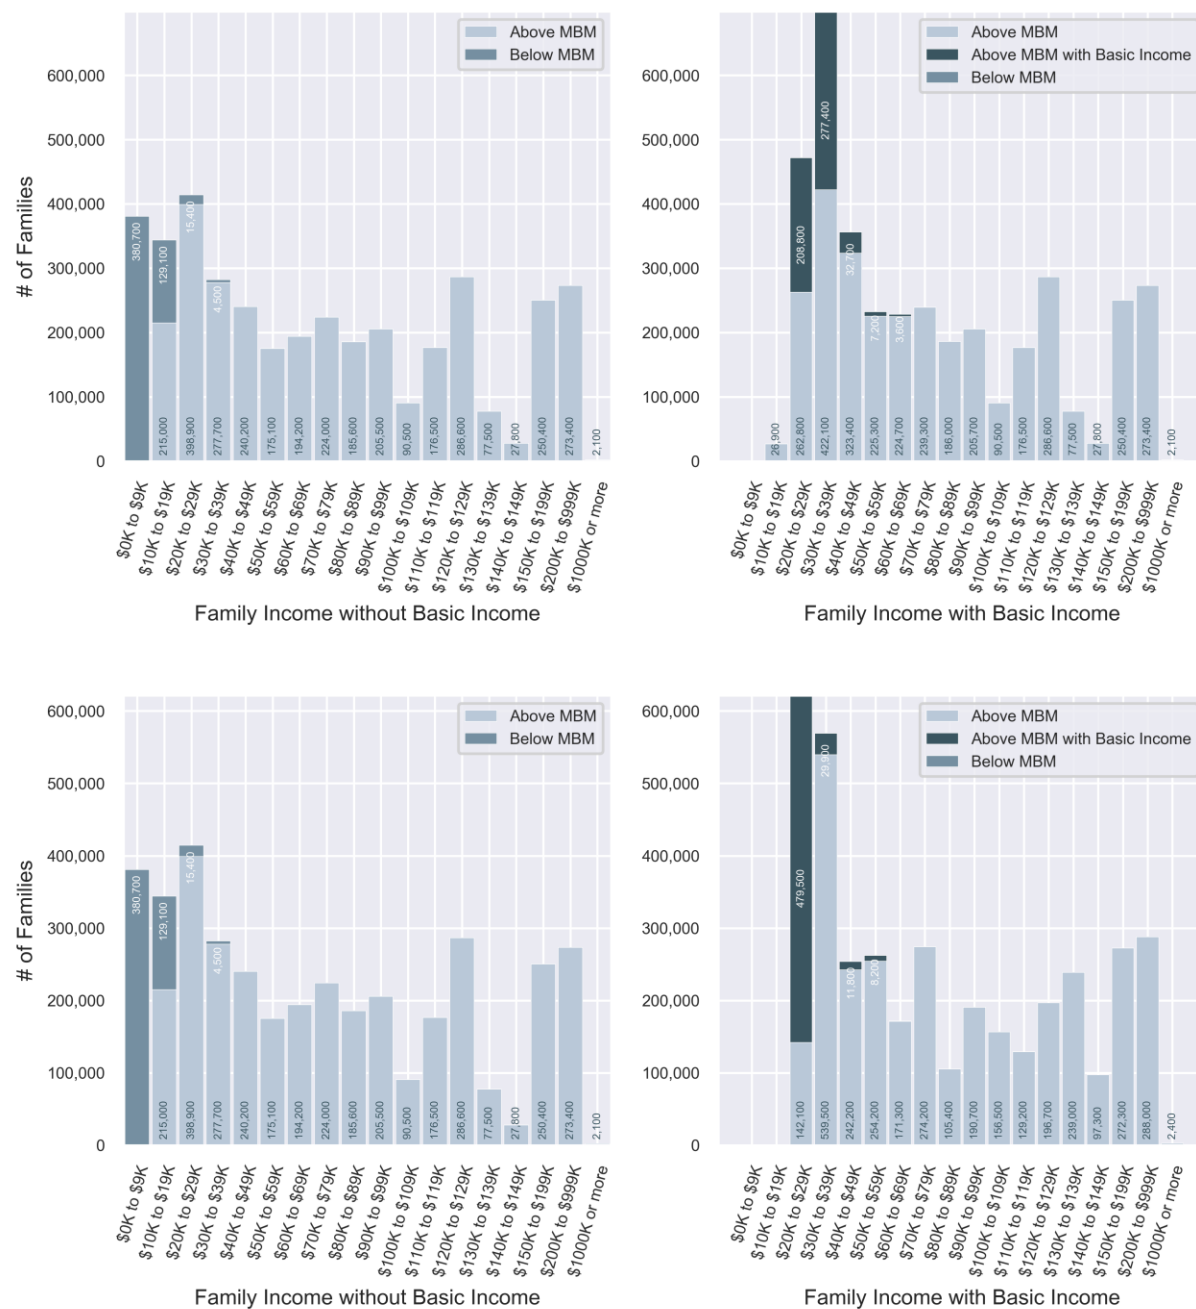 Above MBM
Below MBM
600,000
500,000
400,000
300,000
200,000
100,000
0
# of Families
380,700
129,100
215,000
15,400
398,900
4,500
277,700
240,200
175,100
194,200
224,000
185,600
205,500
90,500
176,500
286,600
77,500
27,800
250,400
273,400
2,100
$0K to $9K
$10K to $19K
$20K to $29K
$30K to $39K
$40K to $49K
$50K to $59K
$60K to $69K
$70K to $79K
$80K to $89K
$90K to $99K
$100K to $109K
$110K to $119K
$120K to $129K
$130K to $139K
$140K to $149K
$150K to $199K
$200K to $999K
$1000K or more
Family Income without Basic Income
Above MBM
Above MBM with Basic Income
Below MBM
600,000
500,000
400,000
300,000
200,000
100,000
0
26,900
208,800
262,800
277,400
422,100
32,700
323,400
7,200
225,300
3,600
224,700
239,300
186,000
205,700
90,500
176,500
286,600
77,500
27,800
250,400
273,400
2,100
$0K to $9K
$10K to $19K
$20K to $29K
$30K to $39K
$40K to $49K
$50K to $59K
$60K to $69K
$70K to $79K
$80K to $89K
$90K to $99K
$100K to $109K
$110K to $119K
$120K to $129K
$130K to $139K
$140K to $149K
$150K to $199K
$200K to $999K
$1000K or more
Family Income with Basic Income
Above MBM
Below MBM
600,000
500,000
400,000
300,000
200,000
100,000
0
# of Families
380,700
129,100
215,000
15,400
398,900
4,500
277,700
240,200
175,100
194,200
224,000
185,600
205,500
90,500
176,500
286,600
77,500
27,800
250,400
273,400
2,100
$0K to $9K
$10K to $19K
$20K to $29K
$30K to $39K
$40K to $49K
$50K to $59K
$60K to $69K
$70K to $79K
$80K to $89K
$90K to $99K
$100K to $109K
$110K to $119K
$120K to $129K
$130K to $139K
$140K to $149K
$150K to $199K
$200K to $999K
$1000K or more
Family Income without Basic Income
Above MBM
Above MBM with Basic Income
Below MBM
600,000
500,000
400,000
300,000
200,000
100,000
0
479,500
142,100
29,900
539,500
11,800
242,200
8,200
254,200
171,300
274,200
105,400
190,700
156,500
129,200
196,700
239,000
97,300
272,300
288,000
2,400
$0K to $9K
$10K to $19K
$20K to $29K
$30K to $39K
$40K to $49K
$50K to $59K
$60K to $69K
$70K to $79K
$80K to $89K
$90K to $99K
$100K to $109K
$110K to $119K
$120K to $129K
$130K to $139K
$140K to $149K
$150K to $199K
$200K to $999K
$1000K or more
Family Income with Basic Income